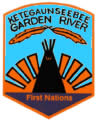 KETEGAUNSEEBEE
GARDEN RIVER
First Nations